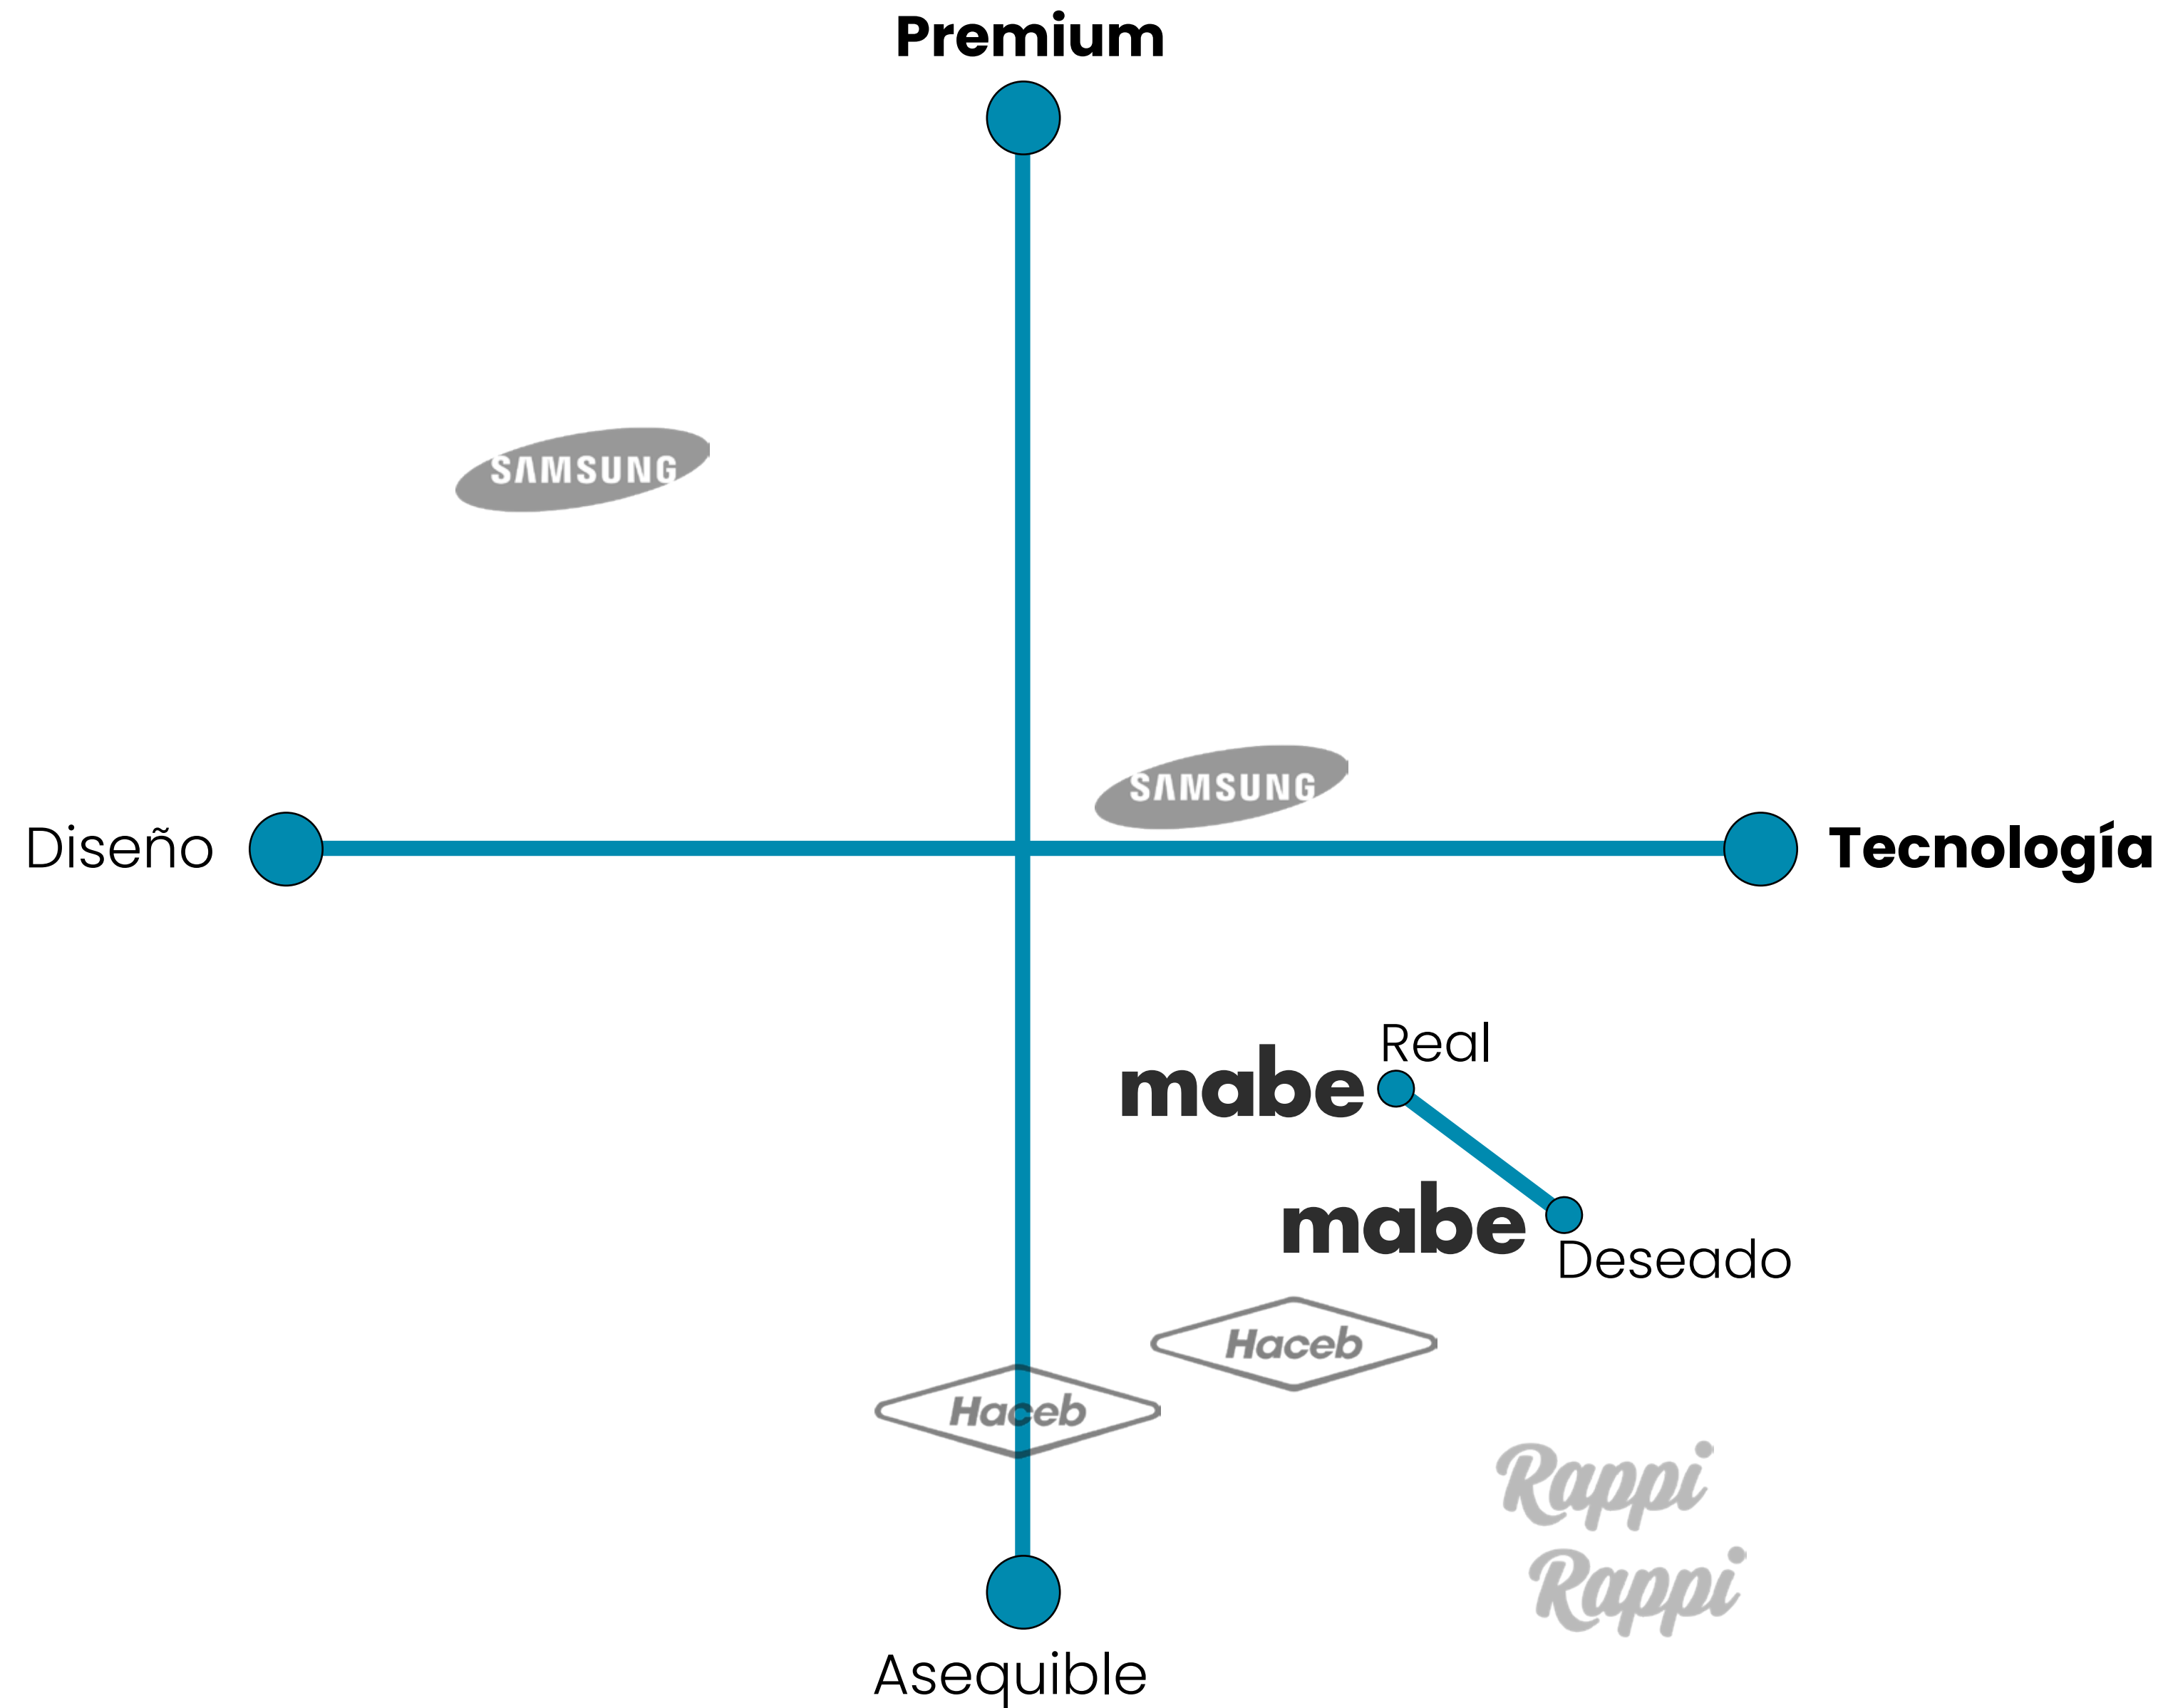 Premium
SAMSUNG
SAMSUNG
Diseño
Tecnología
Real
mabe
mabe
Deseado
Haceb
Haceb
Rappi
Rappi
Asequible